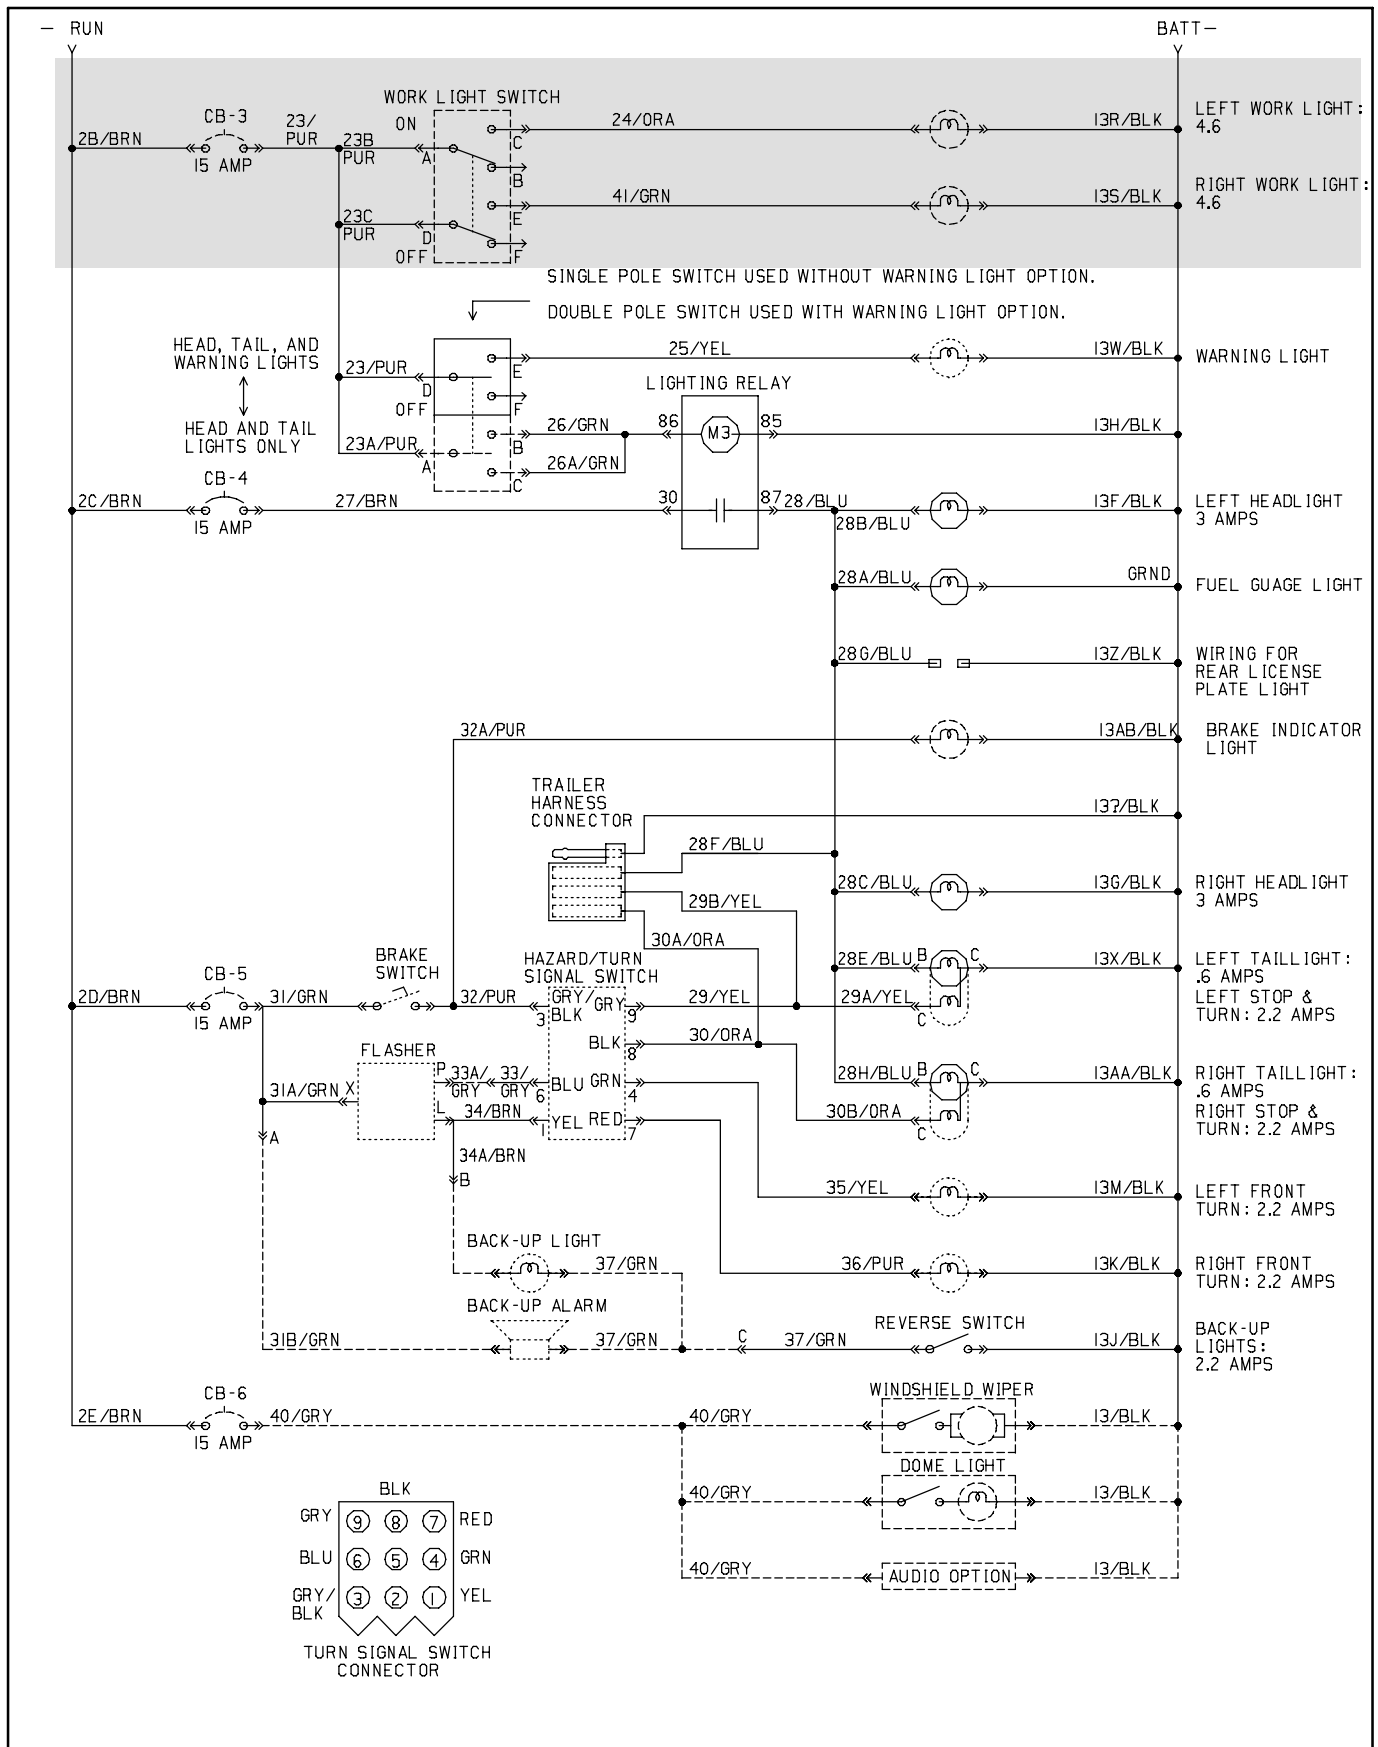 — RUN
BATT—
WORK LIGHT SWITCH
CB-3
23/
PUR
2B/BRN
15 AMP
23B
PUR
ON
A
C
B
24/ORA
13R/BLK
LEFT WORK LIGHT:
4.6
23C
PUR
D
OFF
E
F
41/GRN
13S/BLK
RIGHT WORK LIGHT:
4.6
SINGLE POLE SWITCH USED WITHOUT WARNING LIGHT OPTION.
DOUBLE POLE SWITCH USED WITH WARNING LIGHT OPTION.
HEAD, TAIL, AND
WARNING LIGHTS
HEAD AND TAIL
LIGHTS ONLY
23/PUR
D
OFF
E
F
25/YEL
13W/BLK
WARNING LIGHT
LIGHTING RELAY
23A/PUR
A
B
C
26/GRN
26A/GRN
86
M3
85
13H/BLK
CB-4
2C/BRN
15 AMP
27/BRN
30
87
28/BLU
28B/BLU
13F/BLK
LEFT HEADLIGHT
3 AMPS
28A/BLU
GRND
FUEL GUAGE LIGHT
28G/BLU
13Z/BLK
WIRING FOR
REAR LICENSE
PLATE LIGHT
32A/PUR
13AB/BLK
BRAKE INDICATOR
LIGHT
TRAILER
HARNESS
CONNECTOR
13?/BLK
28F/BLU
28C/BLU
13G/BLK
RIGHT HEADLIGHT
3 AMPS
29B/YEL
30A/ORA
28E/BLU
B
C
13X/BLK
LEFT TAILLIGHT:
.6 AMPS
LEFT STOP &
TURN: 2.2 AMPS
CB-5
2D/BRN
15 AMP
31/GRN
BRAKE
SWITCH
32/PUR
HAZARD/TURN
SIGNAL SWITCH
3
GRY/
BLK
GRY
9
29/YEL
29A/YEL
C
BLK
8
30/ORA
FLASHER
31A/GRN
X
P
L
33A/
GRY
33/
GRY
6
BLU
GRN
4
28H/BLU
B
C
13AA/BLK
RIGHT TAILLIGHT:
.6 AMPS
RIGHT STOP &
TURN: 2.2 AMPS
34/BRN
1
YEL
RED
7
30B/ORA
C
A
34A/BRN
B
35/YEL
13M/BLK
LEFT FRONT
TURN: 2.2 AMPS
BACK-UP LIGHT
37/GRN
36/PUR
13K/BLK
RIGHT FRONT
TURN: 2.2 AMPS
BACK-UP ALARM
31B/GRN
37/GRN
C
37/GRN
REVERSE SWITCH
13J/BLK
BACK-UP
LIGHTS:
2.2 AMPS
CB-6
2E/BRN
15 AMP
40/GRY
40/GRY
WINDSHIELD WIPER
13/BLK
40/GRY
DOME LIGHT
13/BLK
40/GRY
AUDIO OPTION
13/BLK
BLK
GRY
9
8
7
RED
BLU
6
5
4
GRN
GRY/
BLK
3
2
1
YEL
TURN SIGNAL SWITCH
CONNECTOR